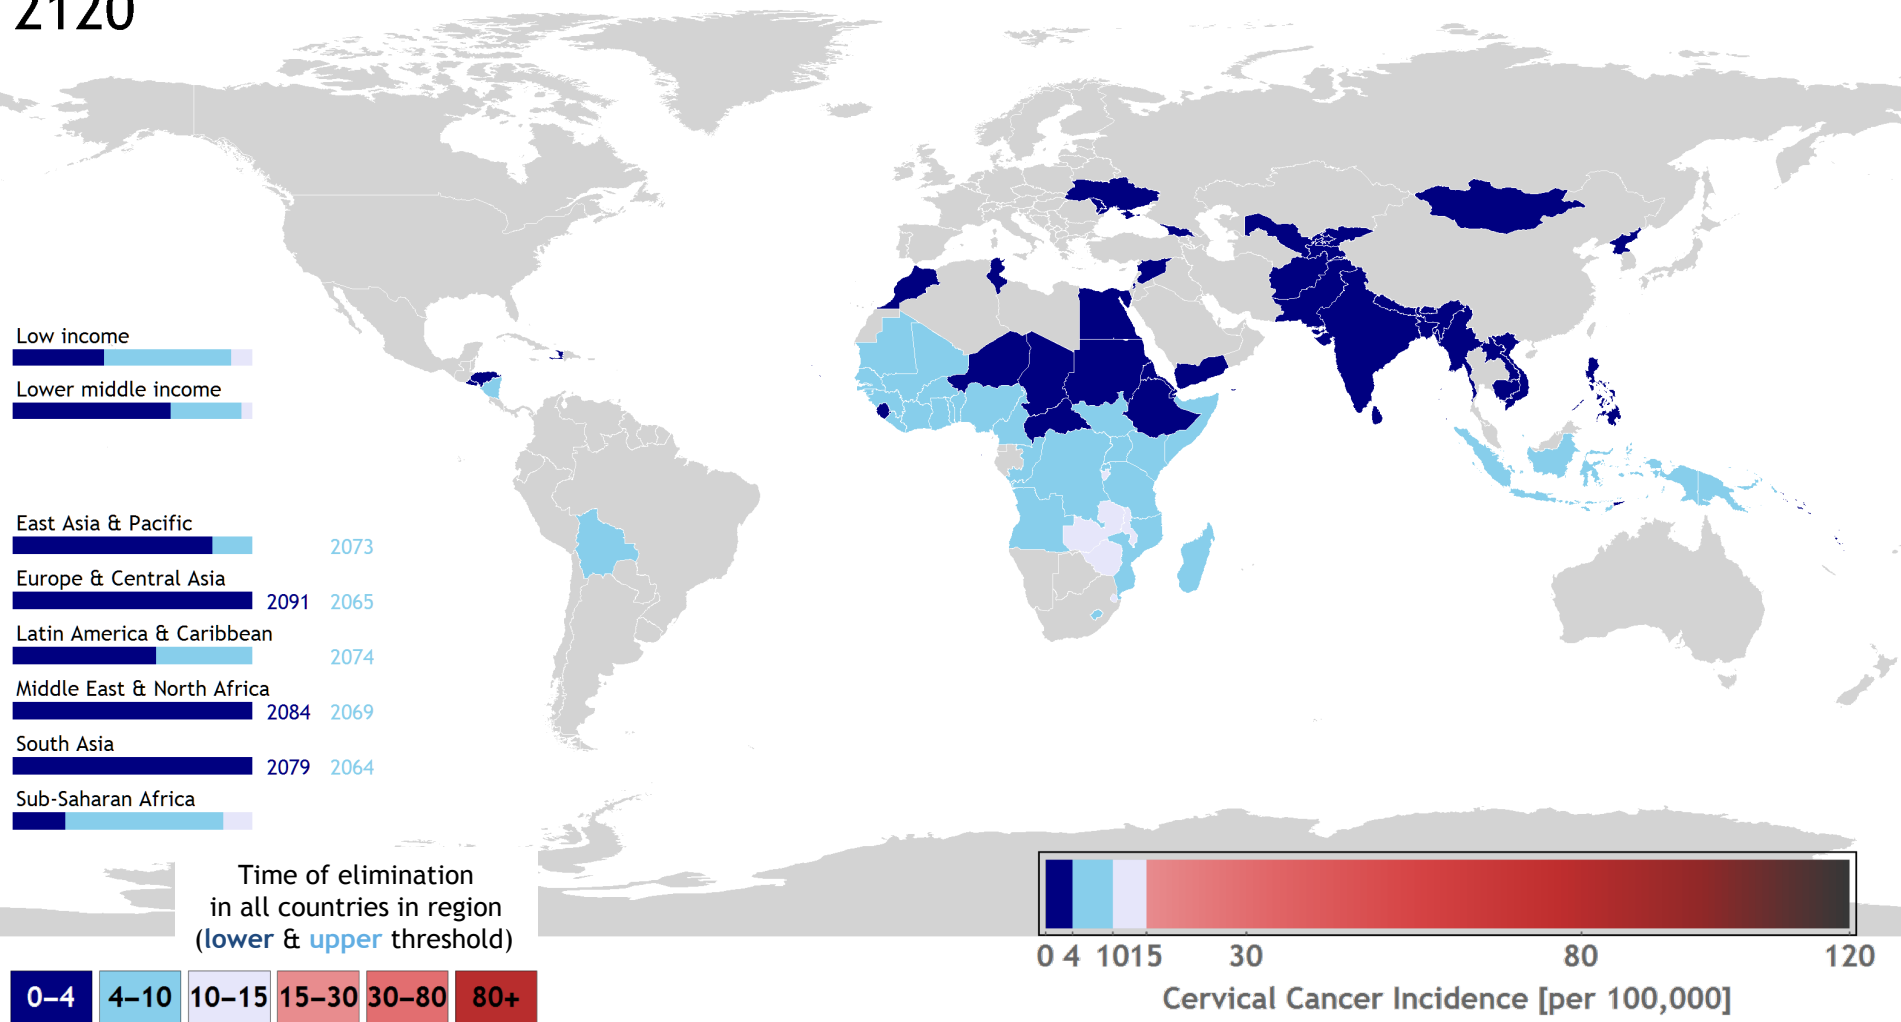 2120
Low income
Lower middle income
East Asia & Pacific
2073
Europe & Central Asia
2091 2065
Latin America & Caribbean
2074
Middle East & North Africa
2084 2069
South Asia
2079 2064
Sub-Saharan Africa
Time of elimination
in all countries in region
(lower & upper threshold)
0–4 4–10 10–15 15–30 30–80 80+
0 4 10 15 30 80 120
Cervical Cancer Incidence [per 100,000]